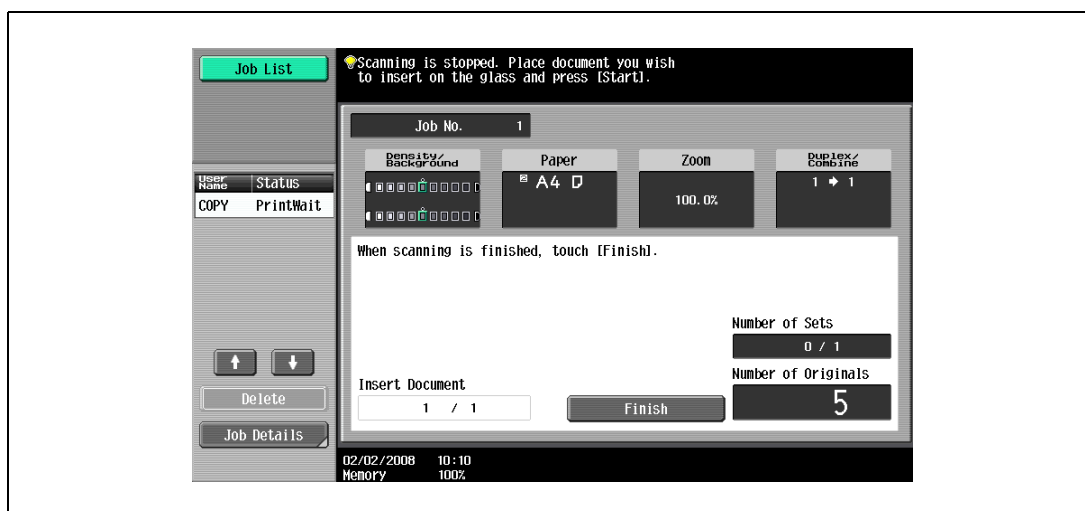 Job List
Scanning is stopped. Place document you wish
to insert on the glass and press [Start].
Job No. 1
Density/
Background
Paper
Zoom
Duplex/
Combine
2 A4
100.0%
1 → 1
User
Name
Status
COPY PrintWait
When scanning is finished, touch [Finish].
Number of Sets
0 / 1
Number of Originals
5
Insert Document
1 / 1
Finish
Delete
Job Details
02/02/2008 10:10
Memory 100%